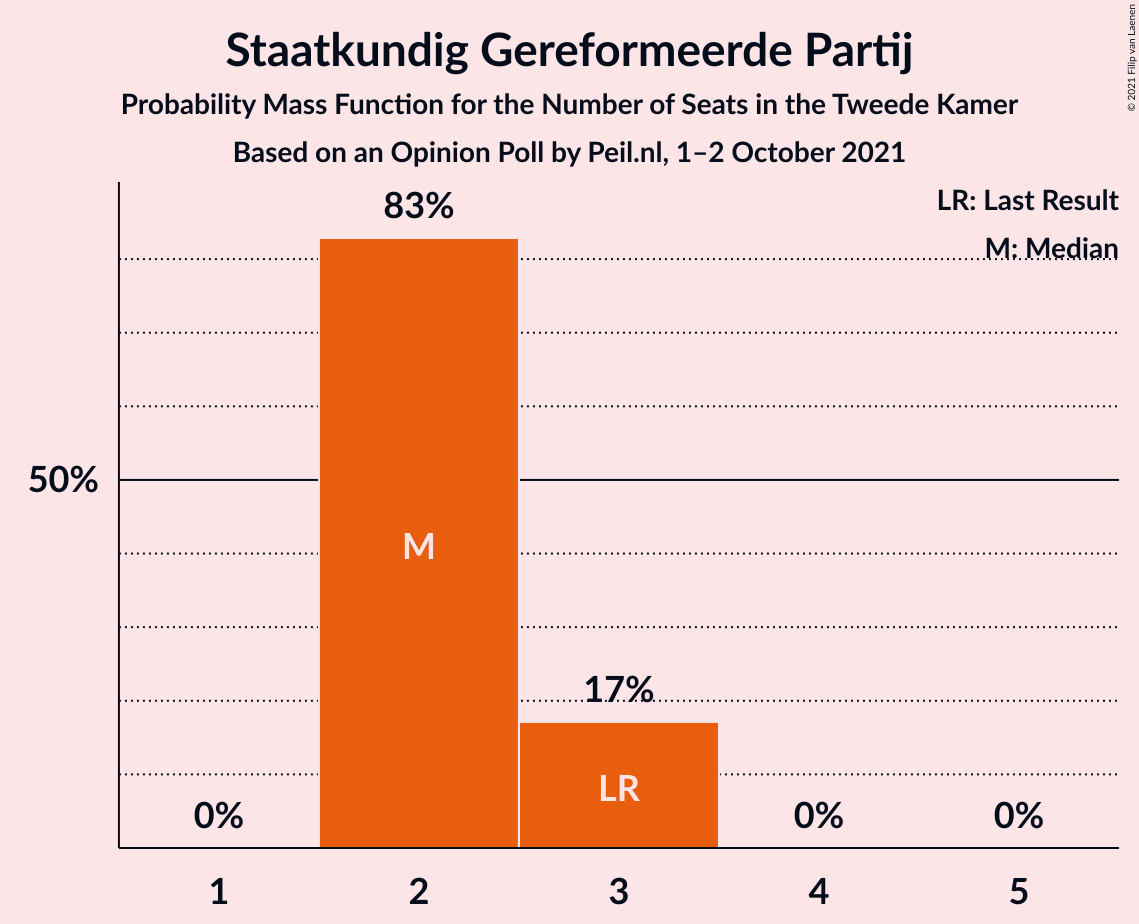 Staatkundig Gereformeerde Partij
Probability Mass Function for the Number of Seats in the Tweede Kamer
Based on an Opinion Poll by Peil.nl, 1–2 October 2021
© 2021 Filip van Laenen
LR: Last Result
M: Median
83%
50%
M
17%
LR
0%
0%
0%
1
2
3
4
5